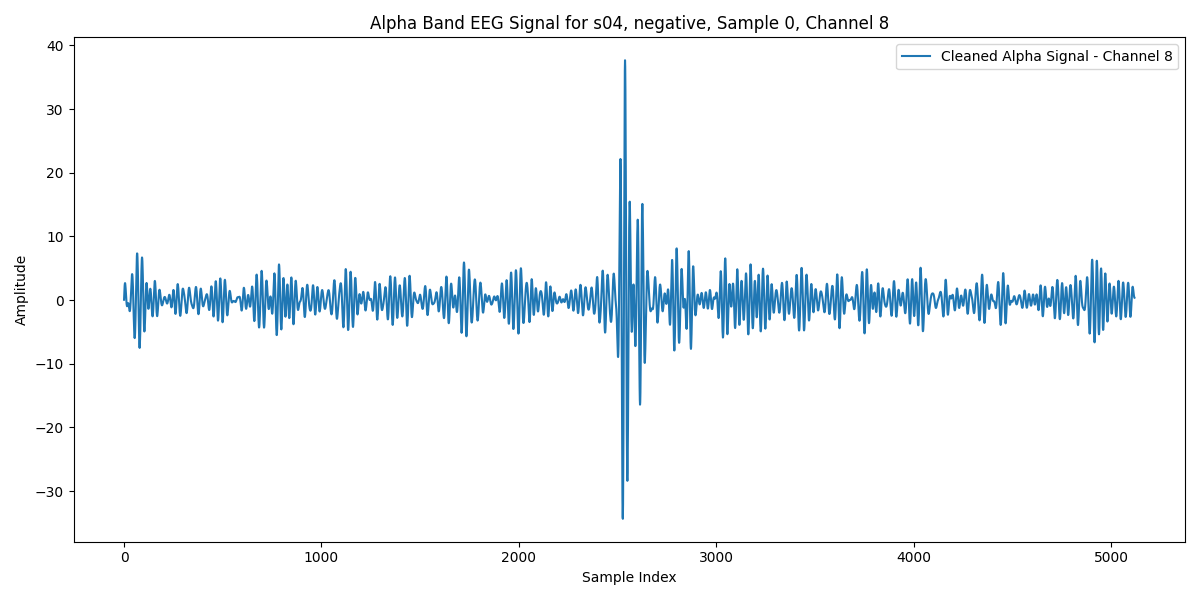 Alpha Band EEG Signal for s04, negative, Sample 0, Channel 8
Cleaned Alpha Signal - Channel 8
40
30
20
10
0
−10
−20
−30
Amplitude
0 1000 2000 3000 4000 5000
Sample Index